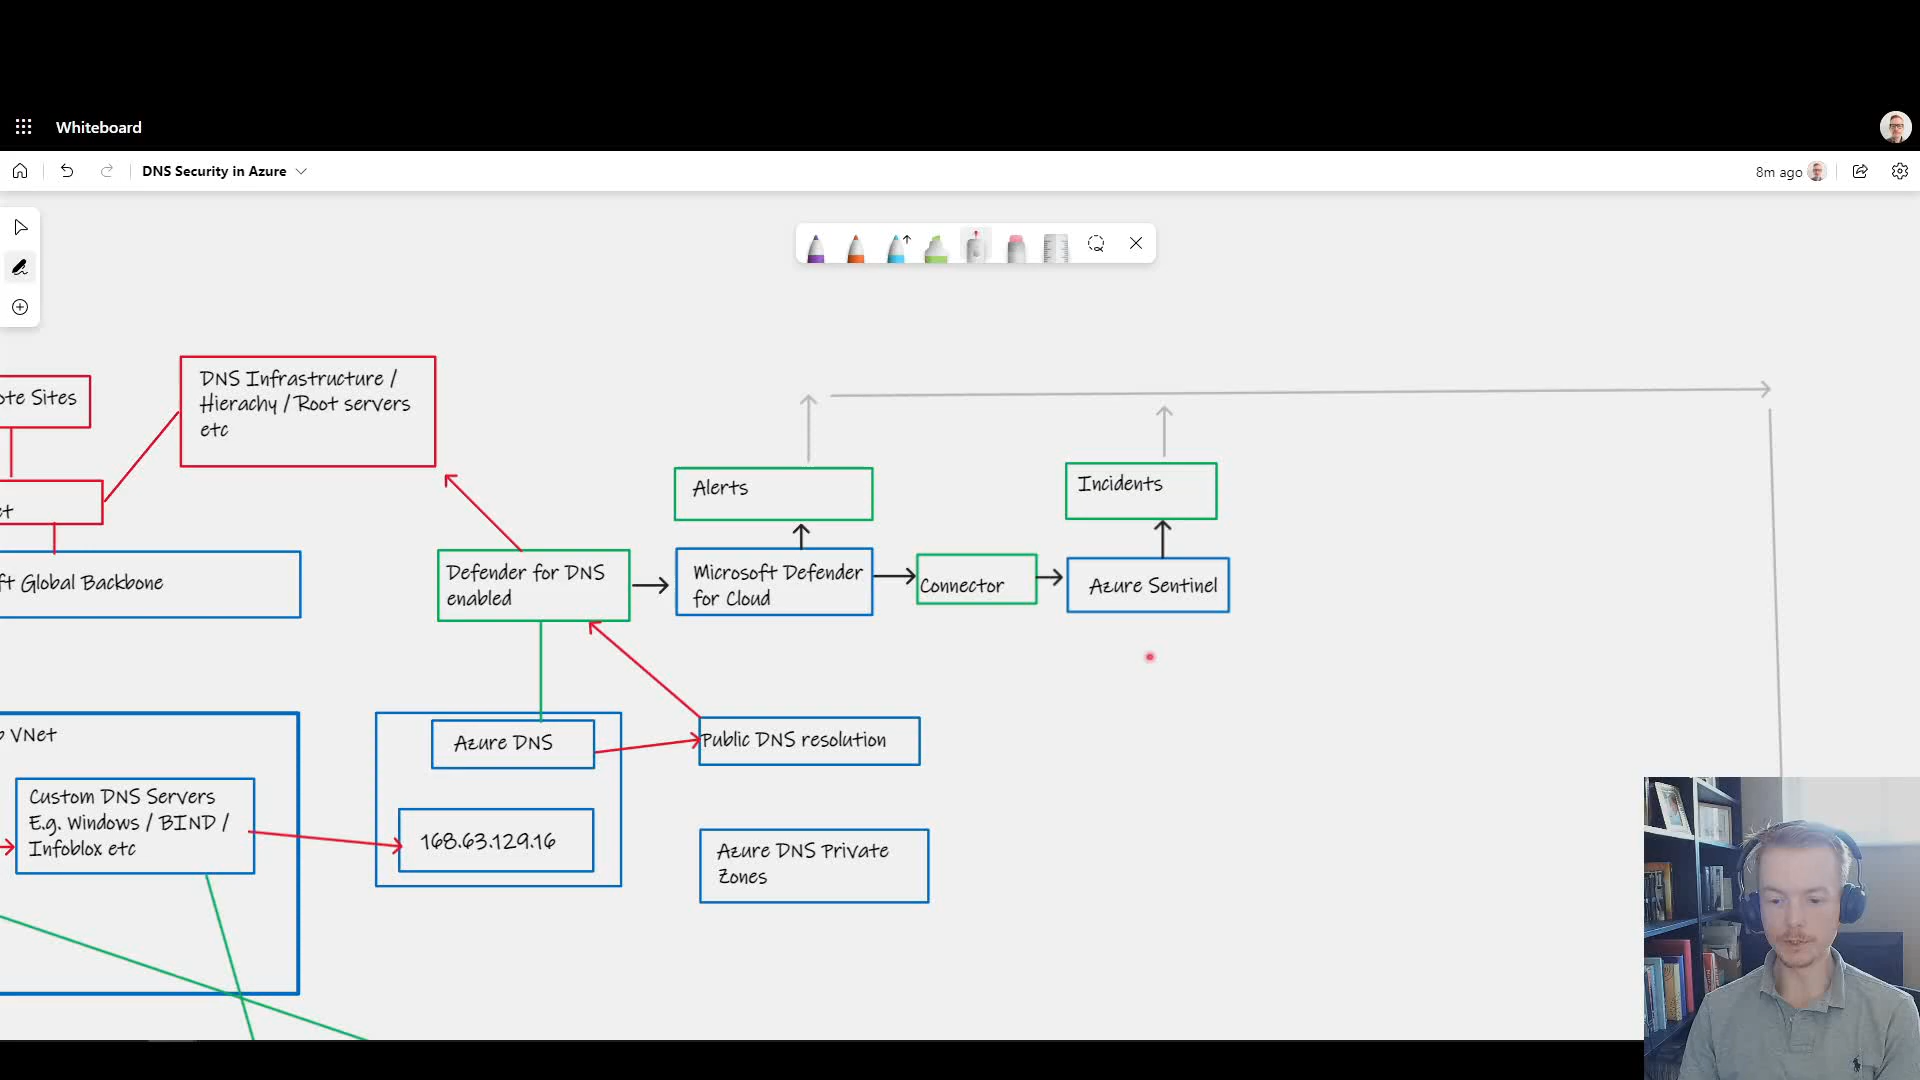 Whiteboard
DNS Security in Azure
8m ago
ote Sites
DNS Infrastructure /
Hierachy / Root servers
etc
et
ft Global Backbone
Alerts
Incidents
Defender for DNS
enabled
Microsoft Defender
for Cloud
Connector
Azure Sentinel
VNet
Azure DNS
Public DNS resolution
Custom DNS Servers
E.g. Windows / BIND /
Infoblox etc
168.63.129.16
Azure DNS Private
Zones